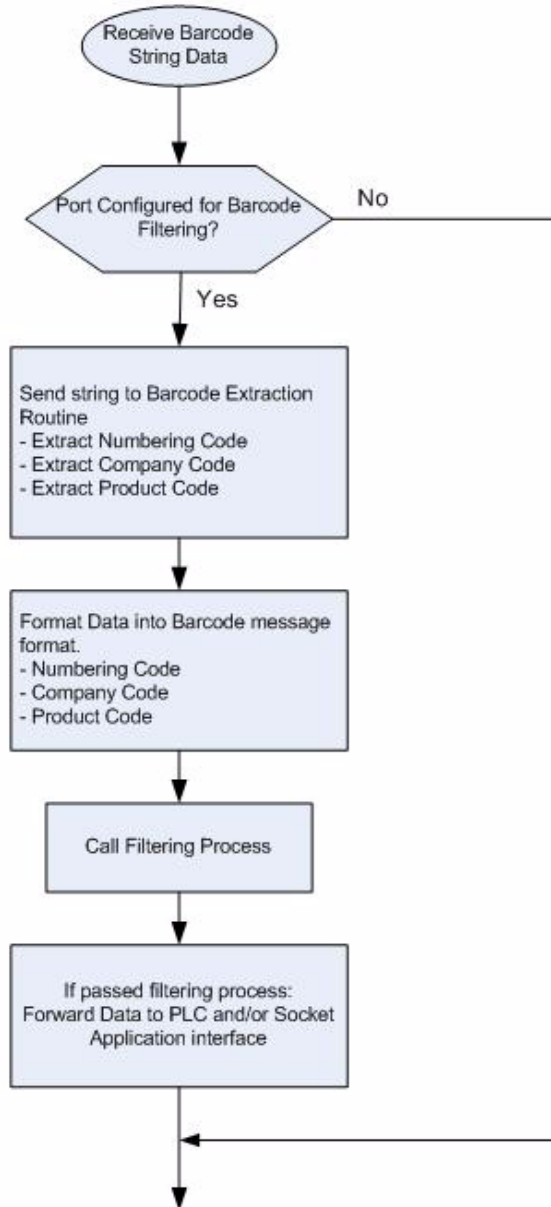 Receive Barcode
String Data
Port Configured for Barcode
Filtering?
No
Yes
Send string to Barcode Extraction
Routine
- Extract Numbering Code
- Extract Company Code
- Extract Product Code
Format Data into Barcode message
format.
- Numbering Code
- Company Code
- Product Code
Call Filtering Process
If passed filtering process:
Forward Data to PLC and/or Socket
Application interface